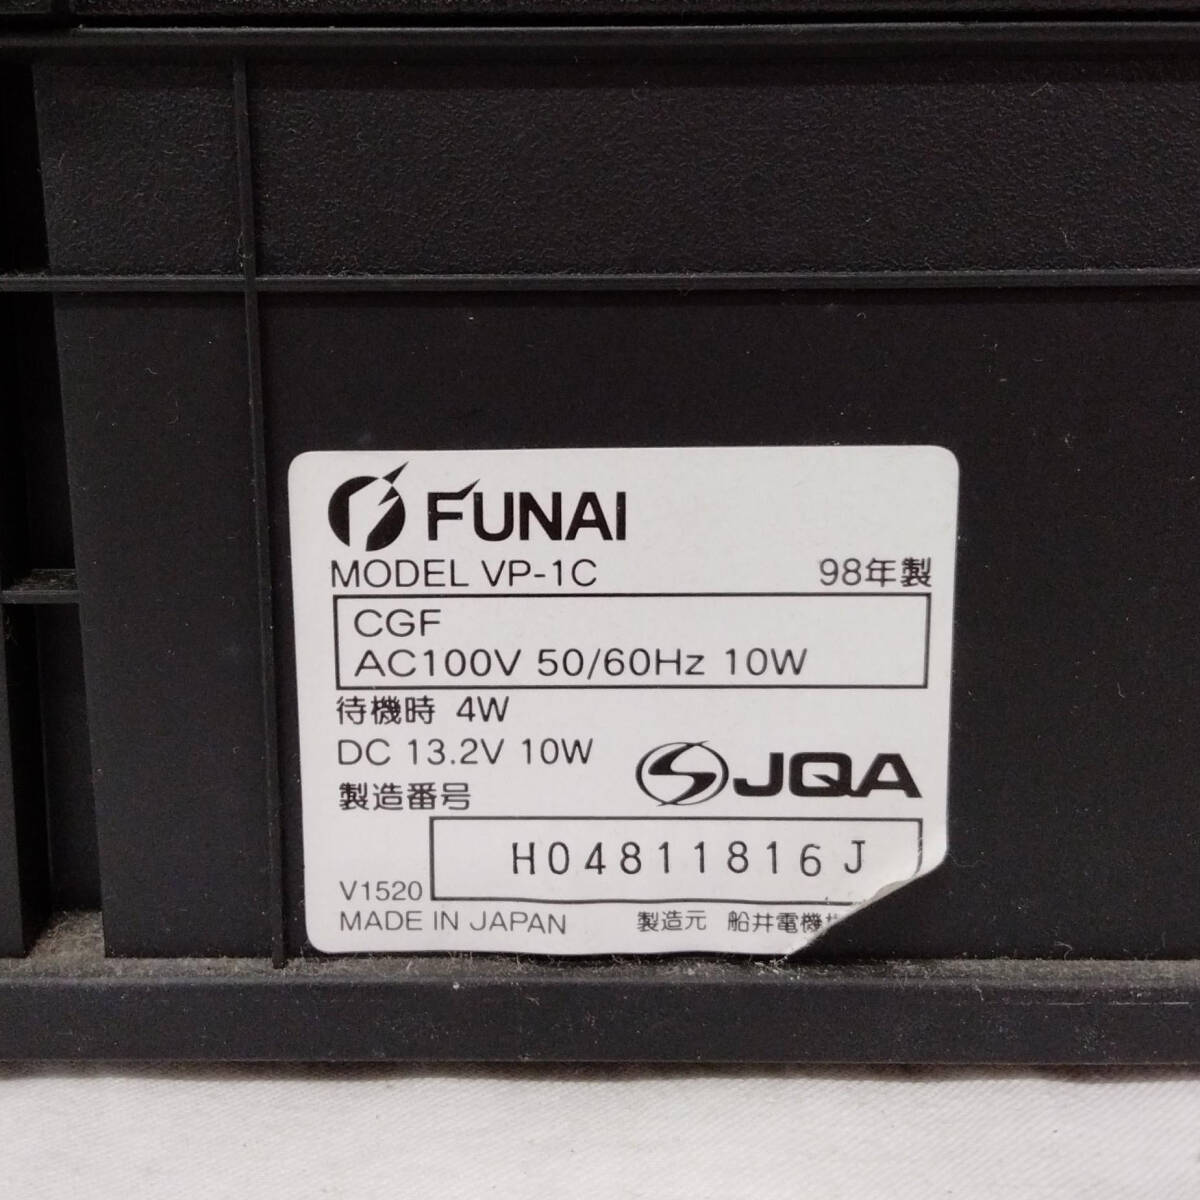 FUNAI
MODEL VP-1C 98年製
CGF
AC100V 50/60Hz 10W
待機時 4W
DC 13.2V 10W
JQA
製造番号
H04811816J
V1520
MADE IN JAPAN 製造元 船井電機